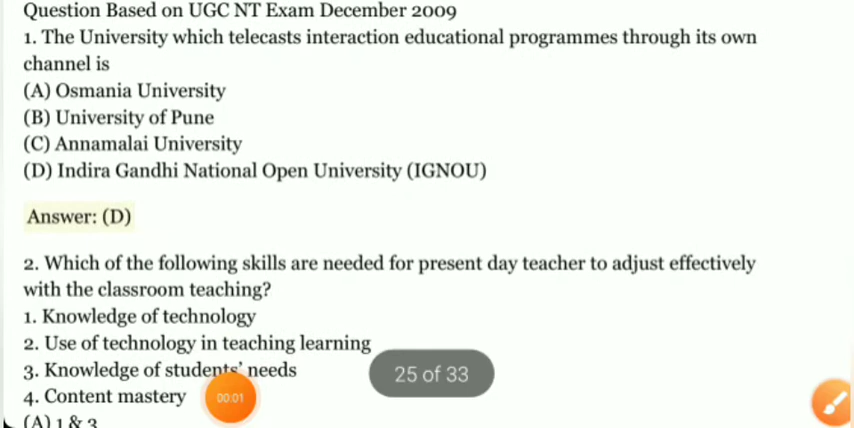 Question Based on UGC NT Exam December 2009
1. The University which telecasts interaction educational programmes through its own
channel is
(A) Osmania University
(B) University of Pune
(C) Annamalai University
(D) Indira Gandhi National Open University (IGNOU)
Answer: (D)
2. Which of the following skills are needed for present day teacher to adjust effectively
with the classroom teaching?
1. Knowledge of technology
2. Use of technology in teaching learning
3. Knowledge of students' needs
25 of 33
4. Content mastery
00:01
(A) 1 & 3